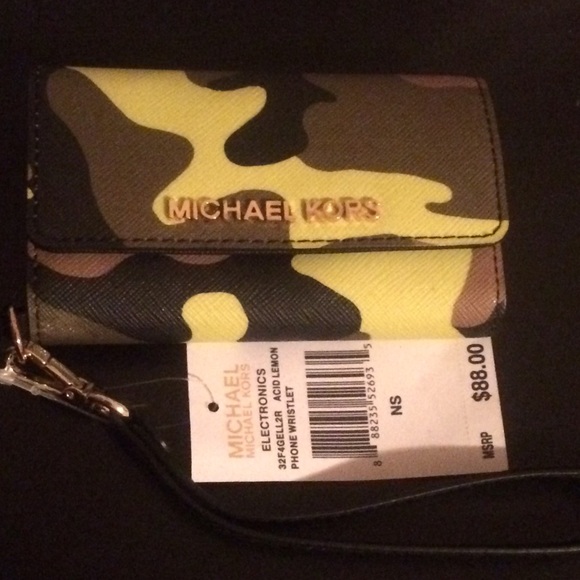 MICHAEL KORS
MICHAEL
MICHAEL KORS
ELECTRONICS
32F4GELL2R ACID LEMON
PHONE WRISTLET
8 88235 52693 5
NS
MSRP $88.00